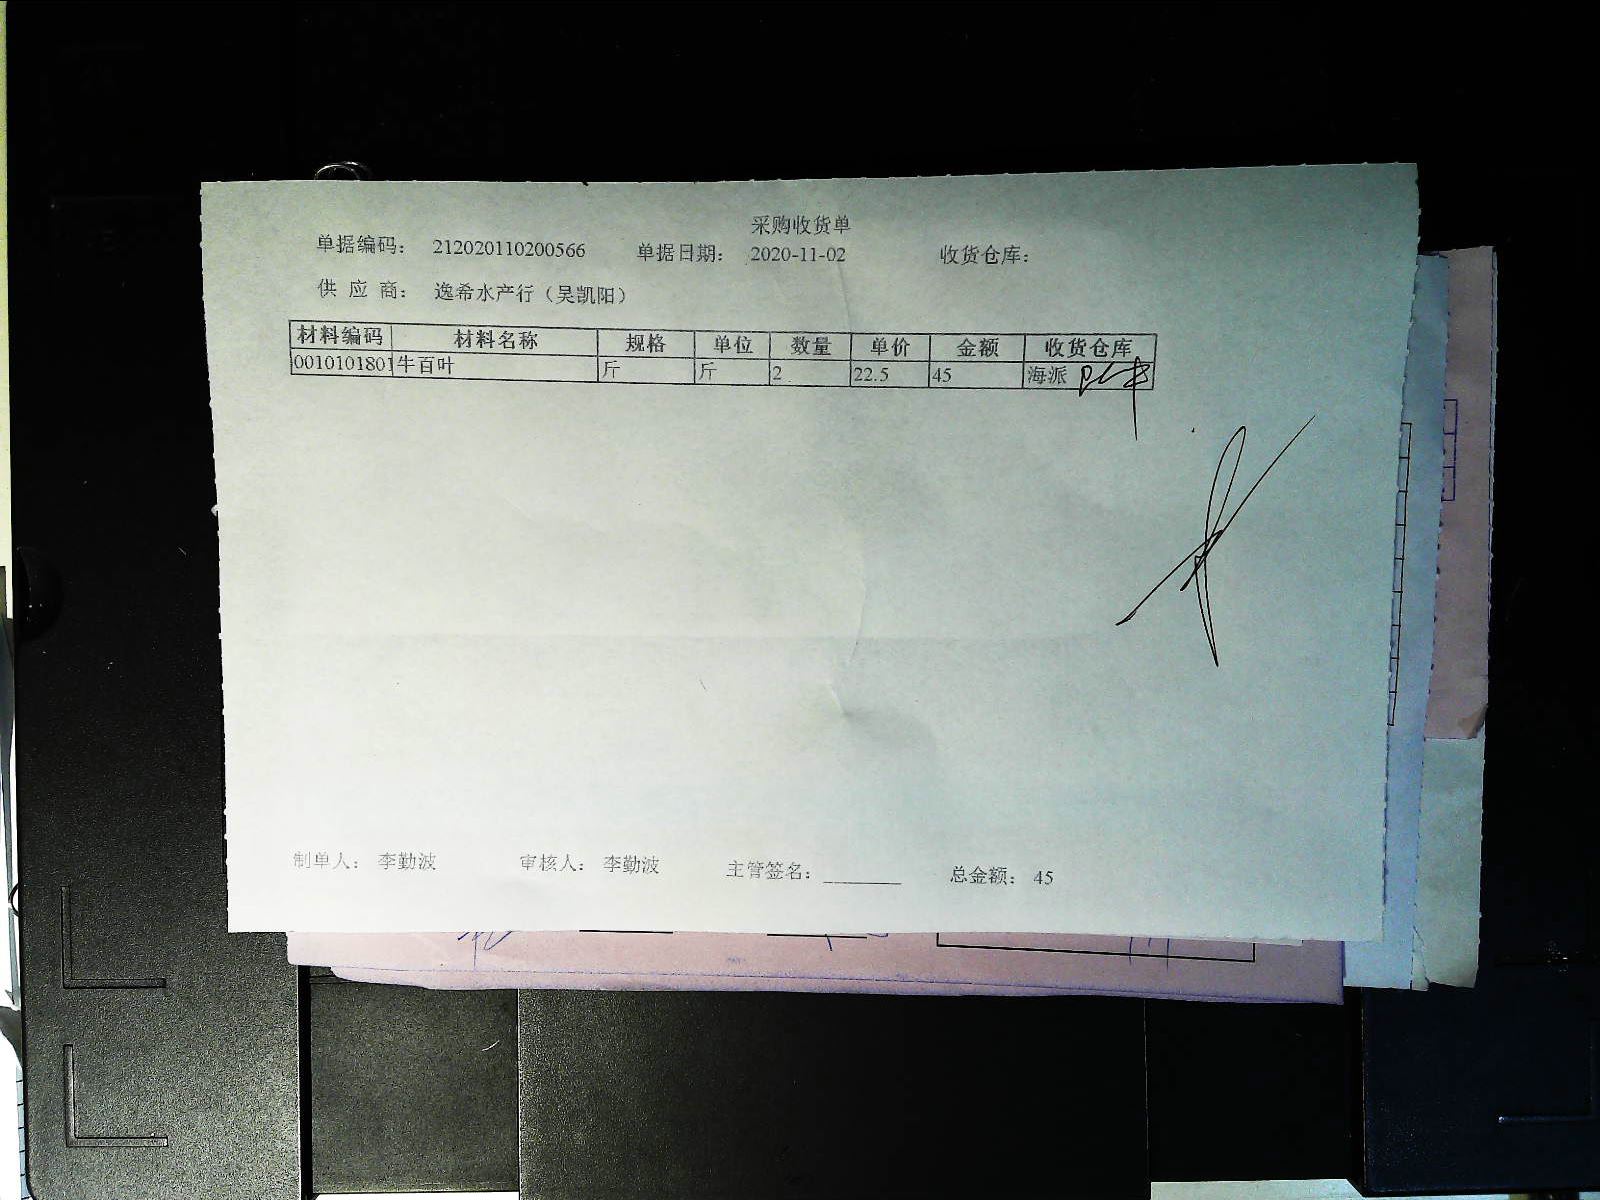 采购收货单
单据编码： 212020110200566 单据日期： 2020-11-02 收货仓库：
供 应 商： 逸希水产行（吴凯阳）
材料编码 材料名称 规格 单位 数量 单价 金额 收货仓库
0010101801 牛百叶 斤 斤 2 22.5 45 海派
制单人： 李勤波 审核人： 李勤波 主管签名：________ 总金额： 45